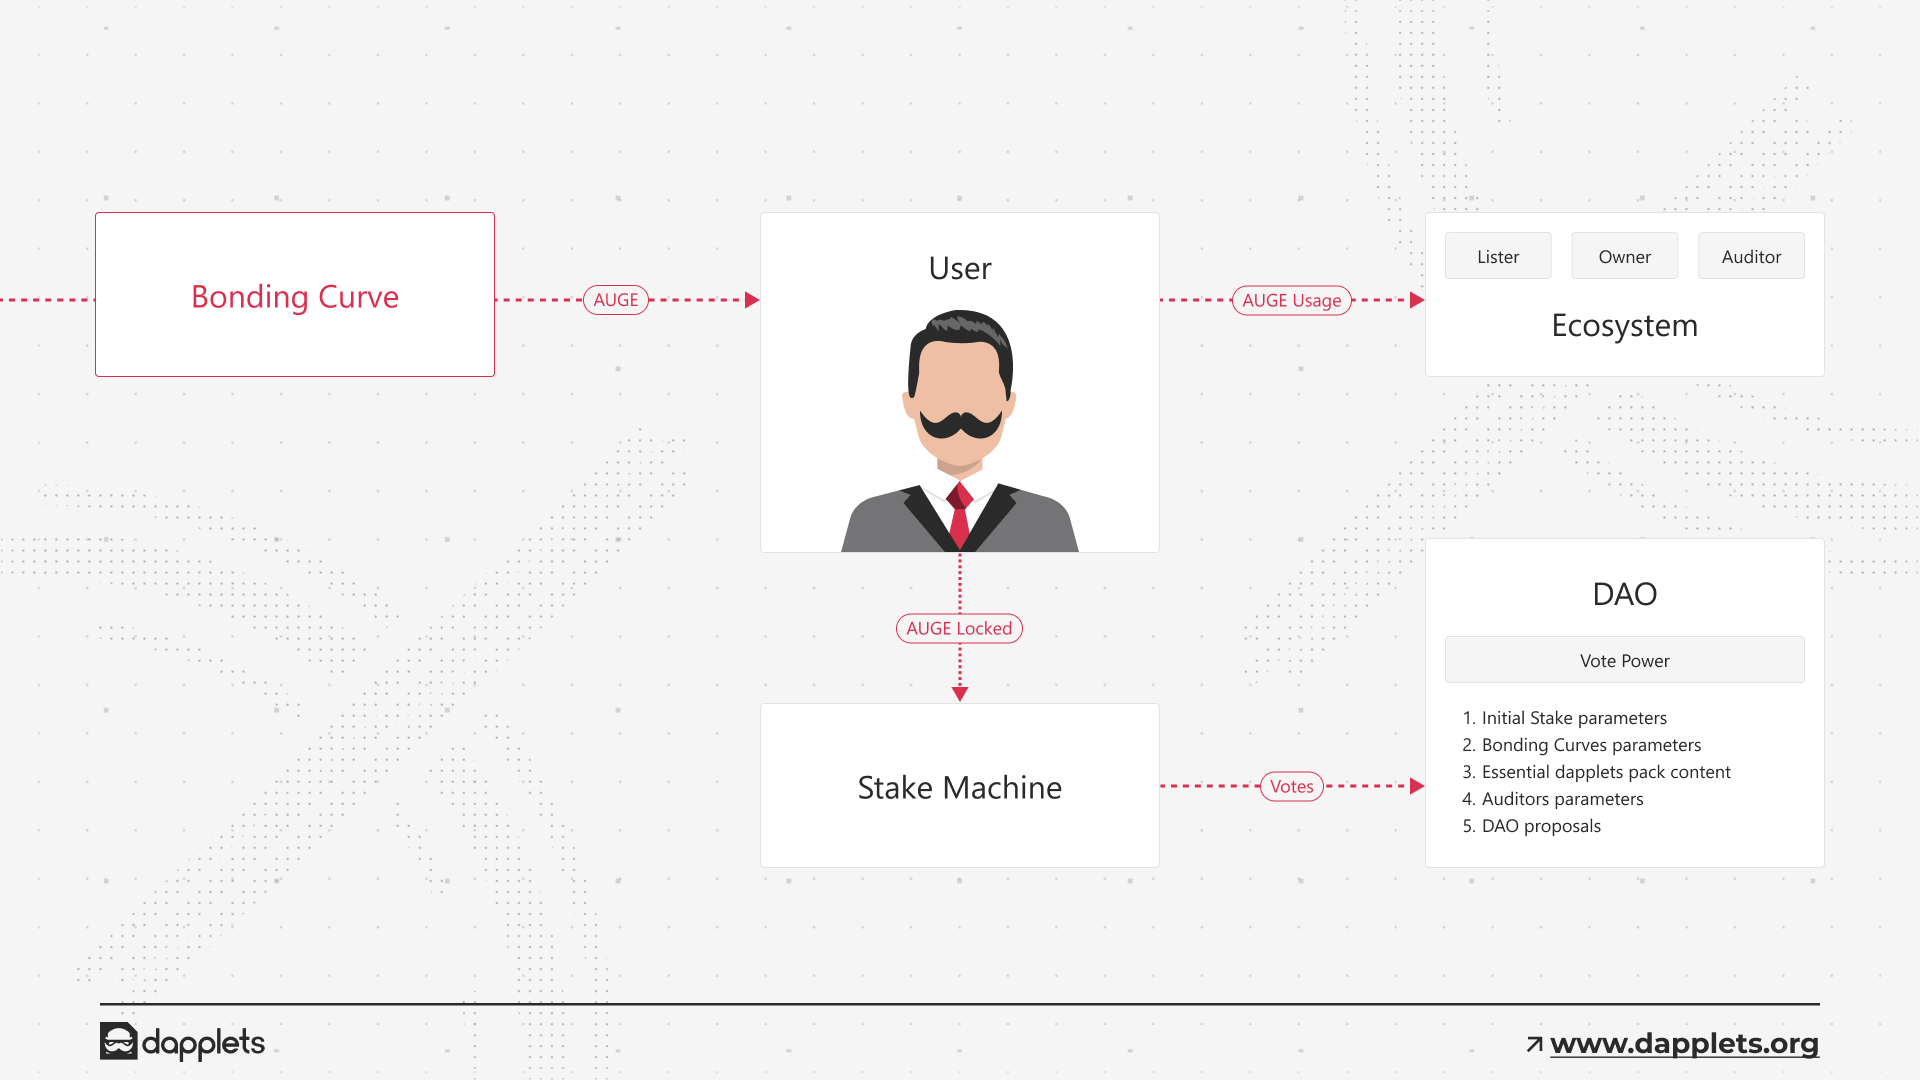 Bonding Curve
AUGE
User
AUGE Usage
Lister
Owner
Auditor
Ecosystem
AUGE Locked
Stake Machine
Votes
DAO
Vote Power
1. Initial Stake parameters
2. Bonding Curves parameters
3. Essential dapplets pack content
4. Auditors parameters
5. DAO proposals
dapplets
www.dapplets.org